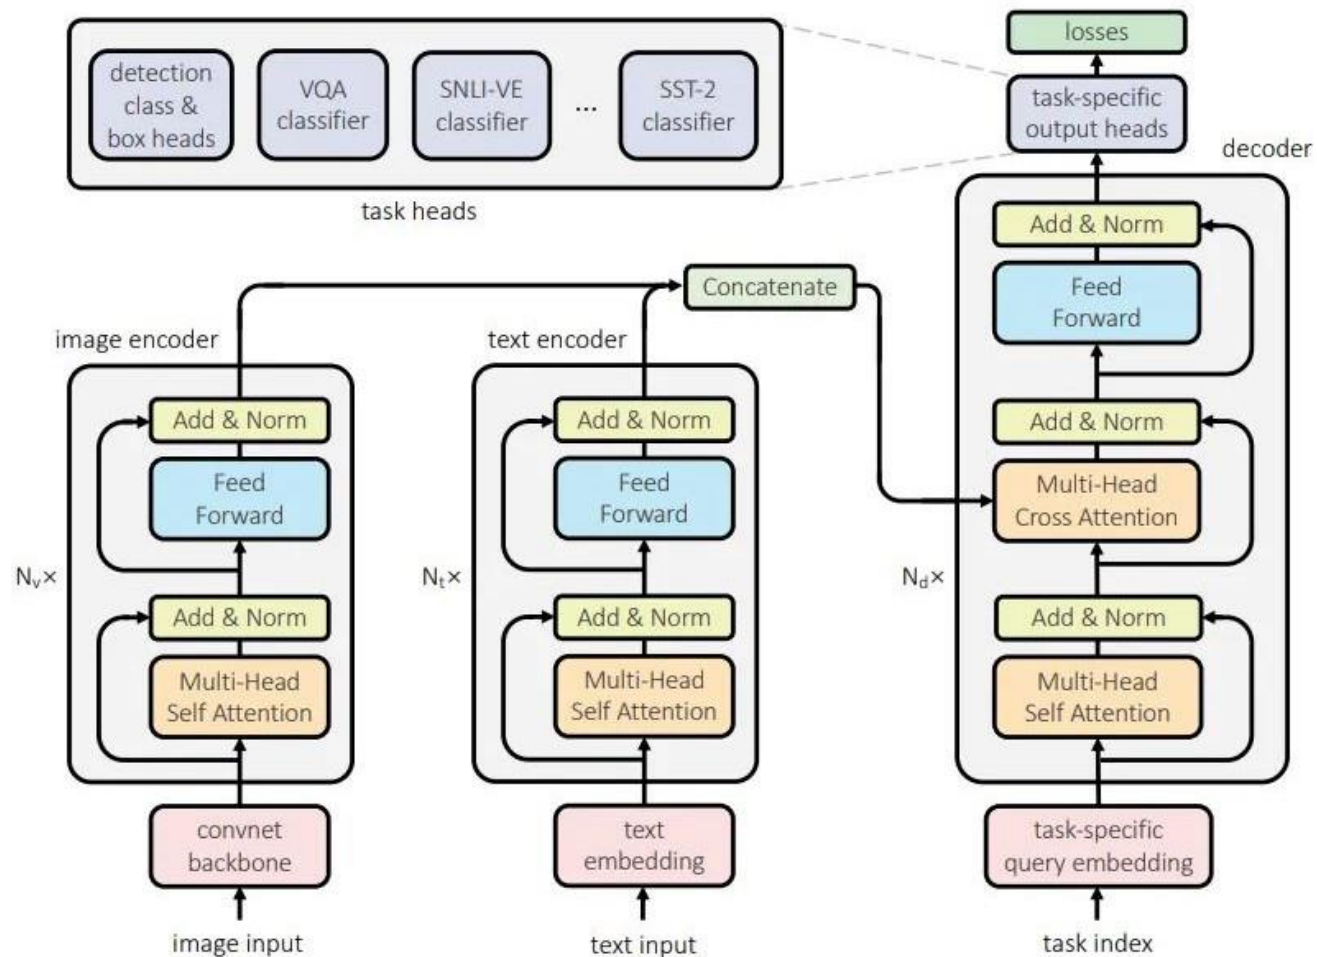 detection
class &
box heads
VQA
classifier
SNLI-VE
classifier
...
SST-2
classifier
task heads
losses
task-specific
output heads
decoder
Add & Norm
Feed
Forward
Add & Norm
Multi-Head
Cross Attention
Add & Norm
Multi-Head
Self Attention
N_d×
task-specific
query embedding
task index
Concatenate
image encoder
Add & Norm
Feed
Forward
N_v×
Add & Norm
Multi-Head
Self Attention
convnet
backbone
image input
text encoder
Add & Norm
Feed
Forward
N_t×
Add & Norm
Multi-Head
Self Attention
text
embedding
text input